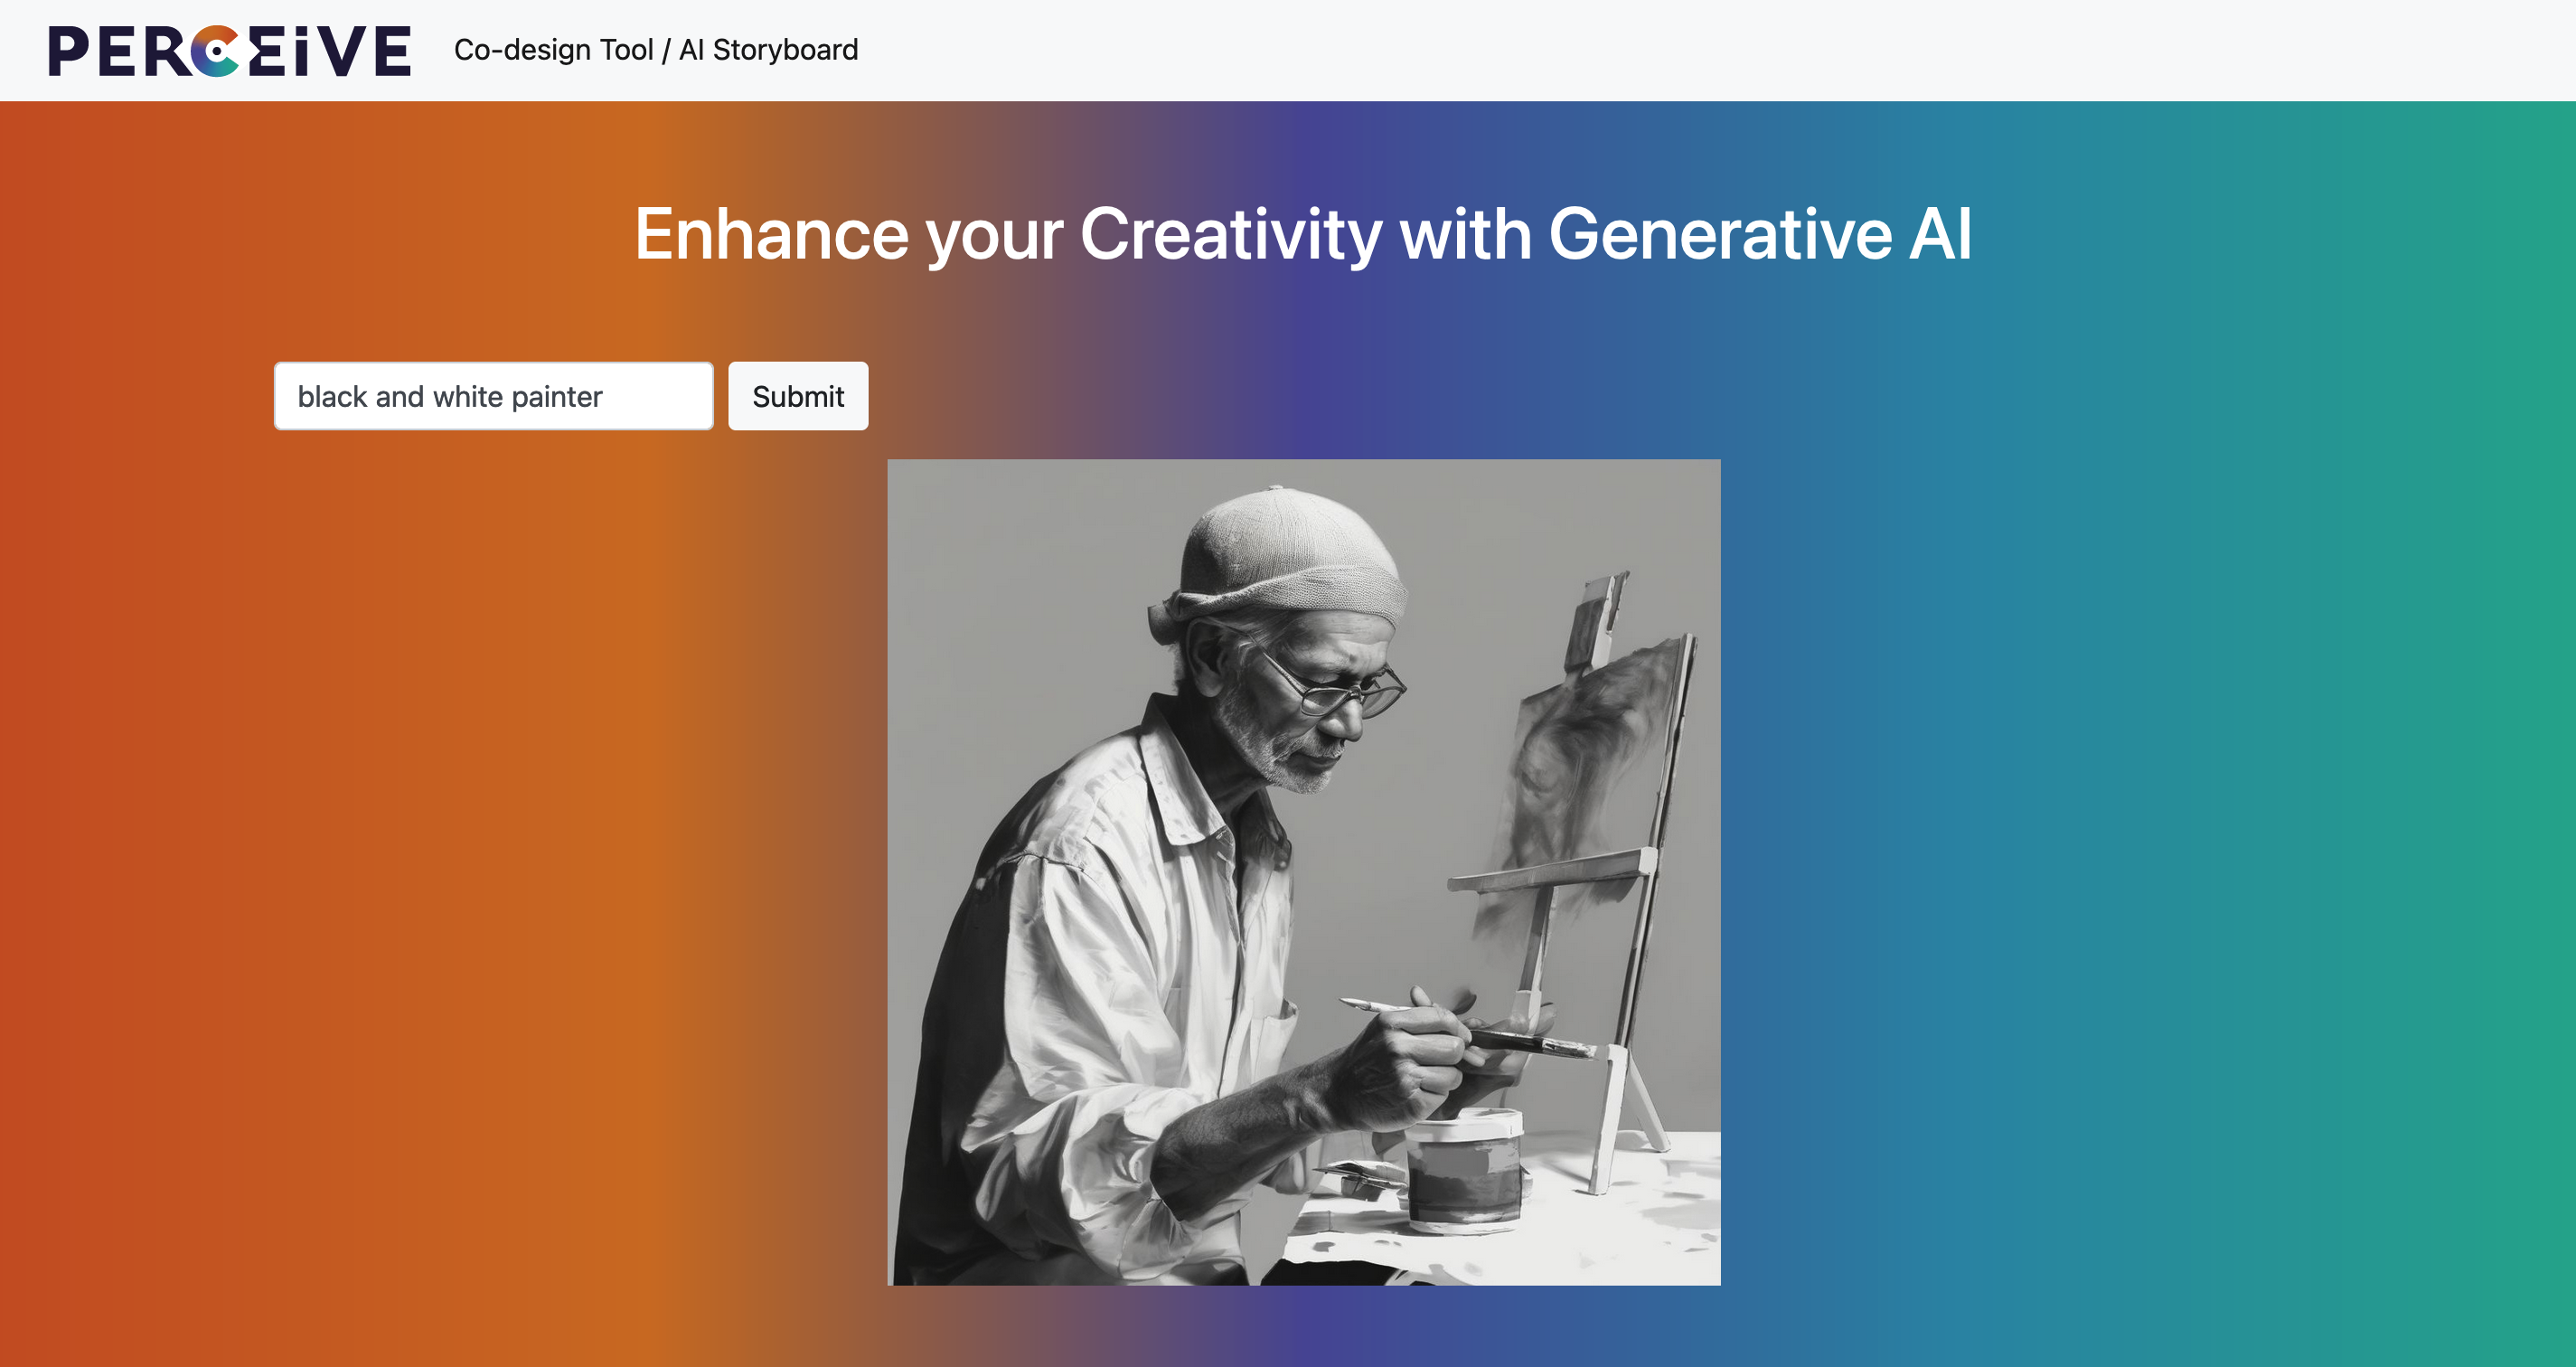 PERCEiVE Co-design Tool / AI Storyboard
Enhance your Creativity with Generative AI
black and white painter Submit